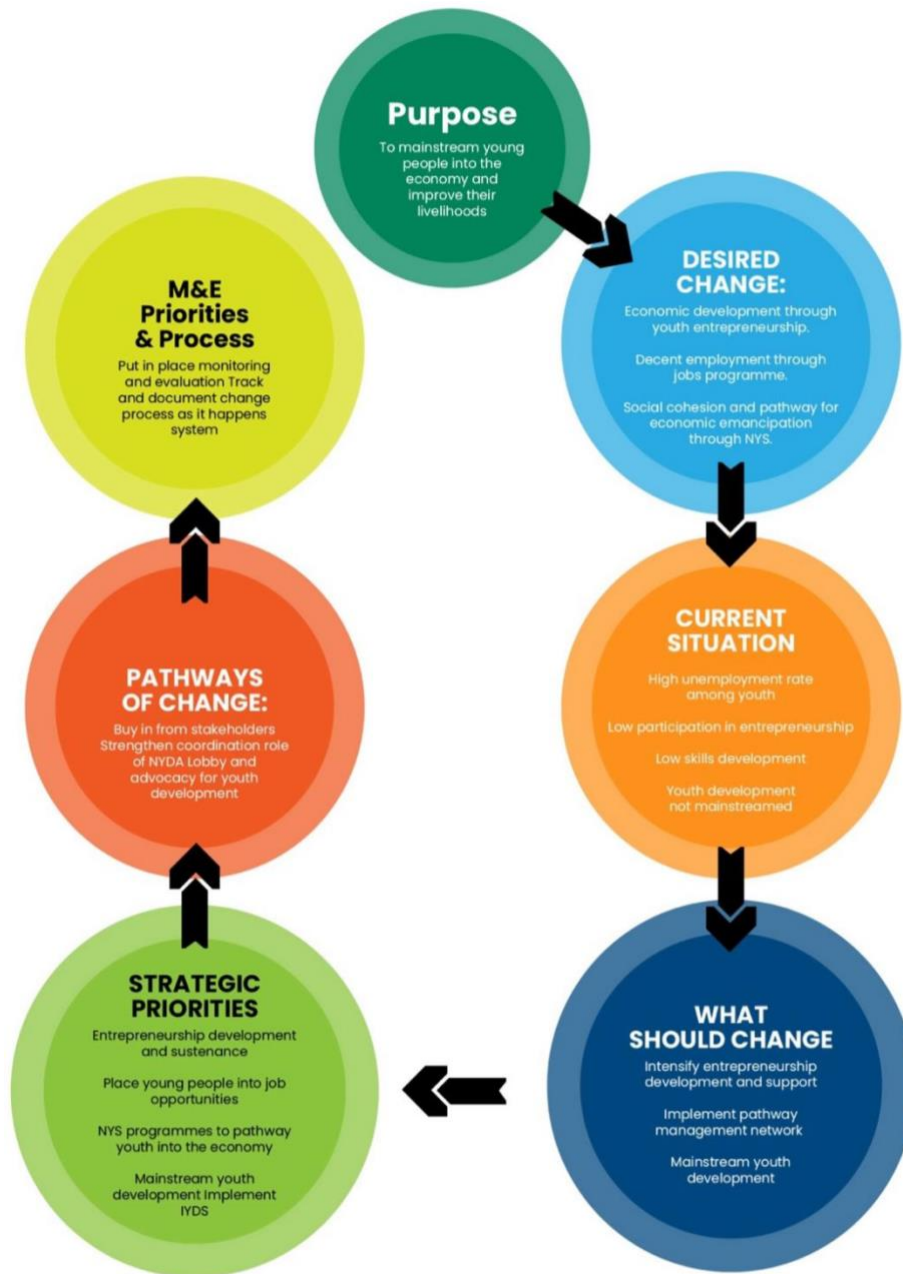 Purpose
To mainstream young
people into the
economy and
improve their
livelihoods
DESIRED
CHANGE:
Economic development through
youth entrepreneurship.
Decent employment through
jobs programme.
Social cohesion and pathway for
economic emancipation
through NYS.
CURRENT
SITUATION
High unemployment rate
among youth
Low participation in entrepreneurship
Low skills development
Youth development
not mainstreamed
WHAT
SHOULD CHANGE
Intensify entrepreneurship
development and support
Implement pathway
management network
Mainstream youth
development
STRATEGIC
PRIORITIES
Entrepreneurship development
and sustenance
Place young people into job
opportunities
NYS programmes to pathway
youth into the economy
Mainstream youth
development Implement
IYDS
PATHWAYS
OF CHANGE:
Buy in from stakeholders
Strengthen coordination role
of NYDA Lobby and
advocacy for youth
development
M&E
Priorities
& Process
Put in place monitoring
and evaluation Track
and document change
process as it happens
system